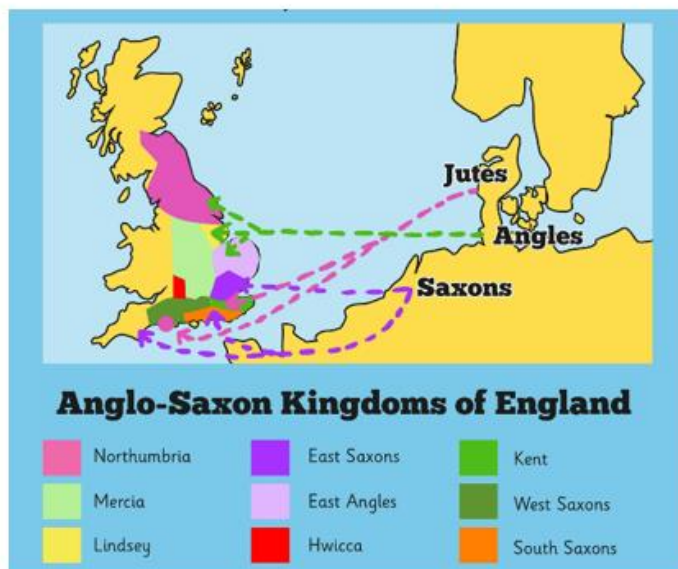 Jutes
Angles
Saxons
Anglo-Saxon Kingdoms of England
Northumbria East Saxons Kent
Mercia East Angles West Saxons
Lindsey Hwicca South Saxons